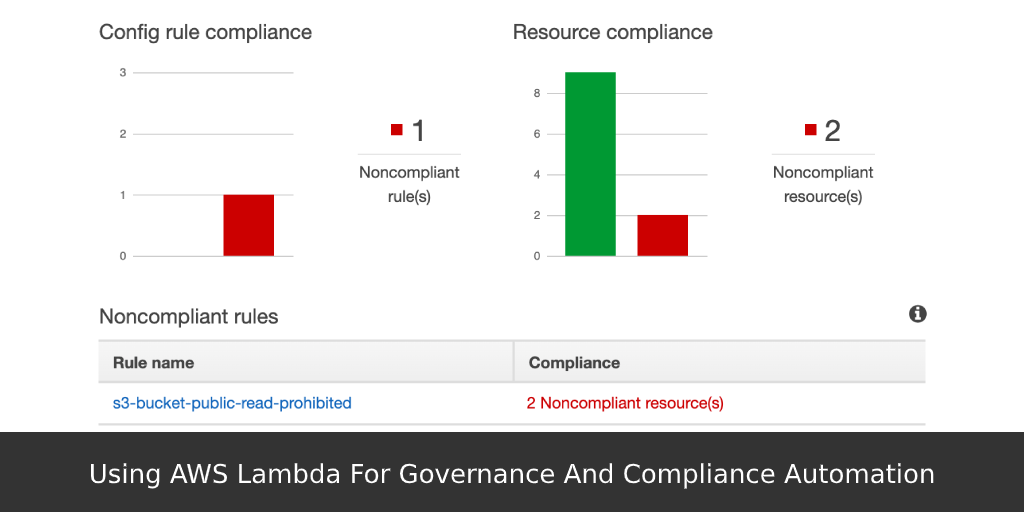 Config rule compliance
3
2
1
0
1
Noncompliant
rule(s)
Resource compliance
8
6
4
2
0
2
Noncompliant
resource(s)
Noncompliant rules
Rule name
Compliance
s3-bucket-public-read-prohibited
2 Noncompliant resource(s)
Using AWS Lambda For Governance And Compliance Automation